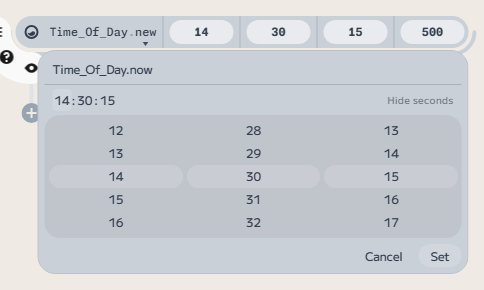 Time_Of_Day.new 14 30 15 500
?
Time_Of_Day.now
14:30:15 Hide seconds
12 28 13
13 29 14
14 30 15
15 31 16
16 32 17
Cancel Set